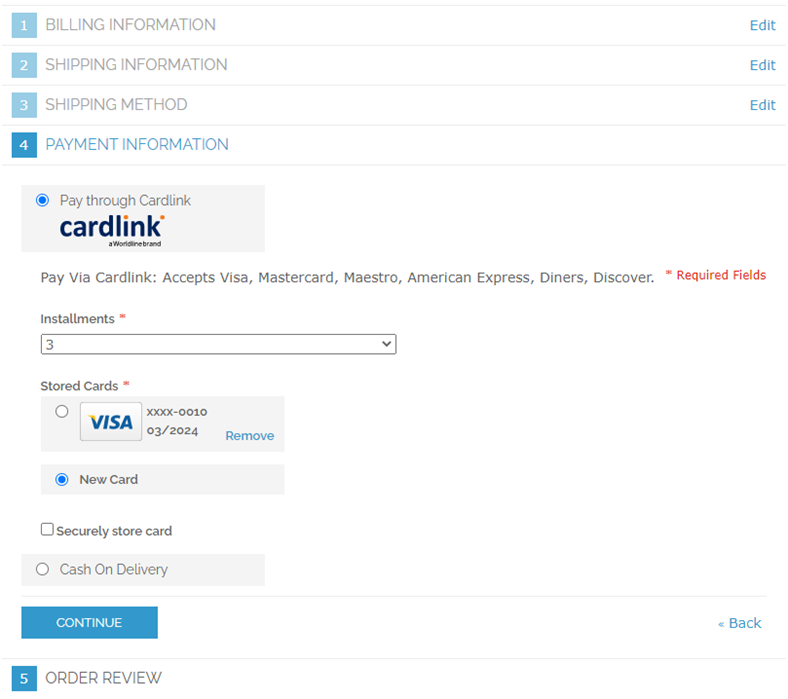 1 BILLING INFORMATION Edit
2 SHIPPING INFORMATION Edit
3 SHIPPING METHOD Edit
4 PAYMENT INFORMATION
Pay through Cardlink
cardlink
a Worldline brand
Pay Via Cardlink: Accepts Visa, Mastercard, Maestro, American Express, Diners, Discover. * Required Fields
Installments *
3
Stored Cards *
VISA xxxx-0010
03/2024
Remove
New Card
Securely store card
Cash On Delivery
CONTINUE « Back
5 ORDER REVIEW